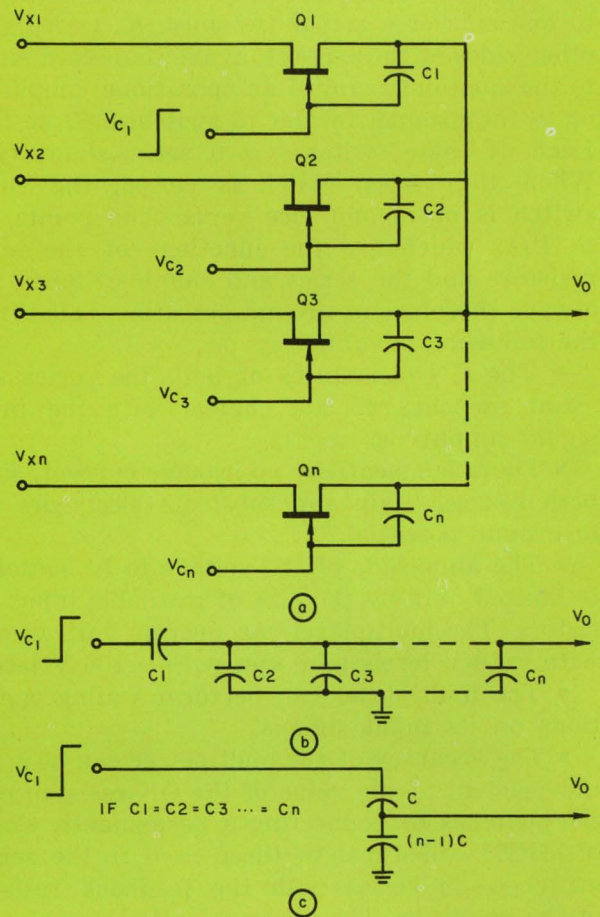 VX1
Q1
C1
VC1
VX2
Q2
C2
VC2
VX3
Q3
VO
C3
VC3
VXn
Qn
Cn
VCn
a
VC1
VO
C1
C2
C3
Cn
b
VC1
C
VO
IF C1=C2=C3 ··· = Cn
(n-1)C
c